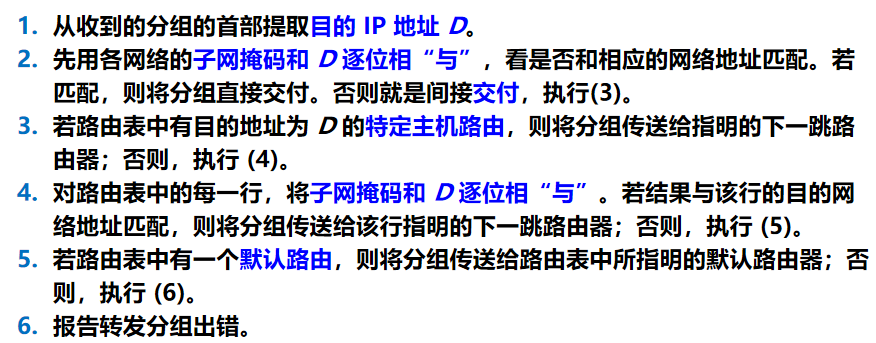 1. 从收到的分组的首部提取目的 IP 地址 D。
2. 先用各网络的子网掩码和 D 逐位相“与”，看是否和相应的网络地址匹配。若
匹配，则将分组直接交付。否则就是间接交付，执行(3)。
3. 若路由表中有目的地址为 D 的特定主机路由，则将分组传送给指明的下一跳路
由器；否则，执行 (4)。
4. 对路由表中的每一行，将子网掩码和 D 逐位相“与”。若结果与该行的目的网
络地址匹配，则将分组传送给该行指明的下一跳路由器；否则，执行 (5)。
5. 若路由表中有一个默认路由，则将分组传送给路由表中所指明的默认路由器；否
则，执行 (6)。
6. 报告转发分组出错。